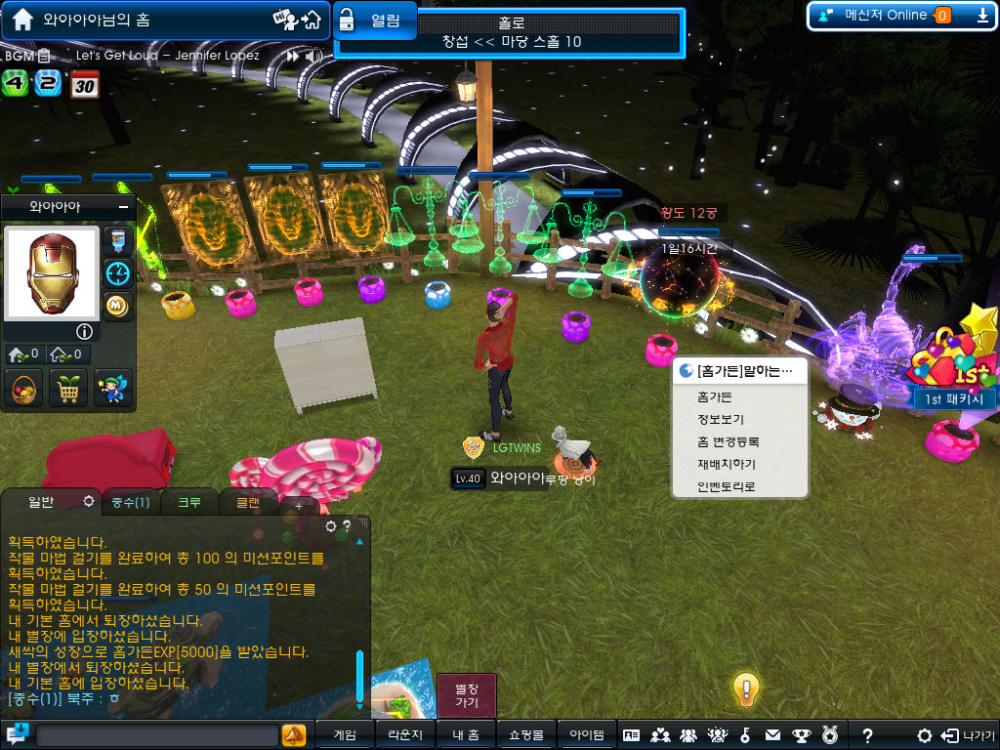 와아아아님의 홈
열림
홀로
창섭 << 마당 스홀 10
메신저 Online 0
BGM
Let's Get Loud – Jennifer Lopez
4
2
30
와아아아
M
0
0
황도 12궁
1일16시간
[홈가든]말하는···
홈가든
정보보기
홈 변경등록
재배치하기
인벤토리로
1st
1st 패키지
LGTWINS
Lv.40
와아아아
루팡 냥이
일반
중수(1)
크루
클랜
+
?
획득하였습니다.
작물 마법 걸기를 완료하여 총 100 의 미션포인트를
획득하였습니다.
작물 마법 걸기를 완료하여 총 50 의 미션포인트를
획득하였습니다.
내 기본 홈에서 퇴장하셨습니다.
내 별장에 입장하셨습니다.
새싹의 성장으로 홈가든EXP[5000]을 받았습니다.
내 별장에서 퇴장하셨습니다.
내 기본 홈에 입장하셨습니다.
[중수(1)] 북주 : ㅎ
별장
가기
게임
라운지
내 홈
쇼핑몰
아이템
?
나가기